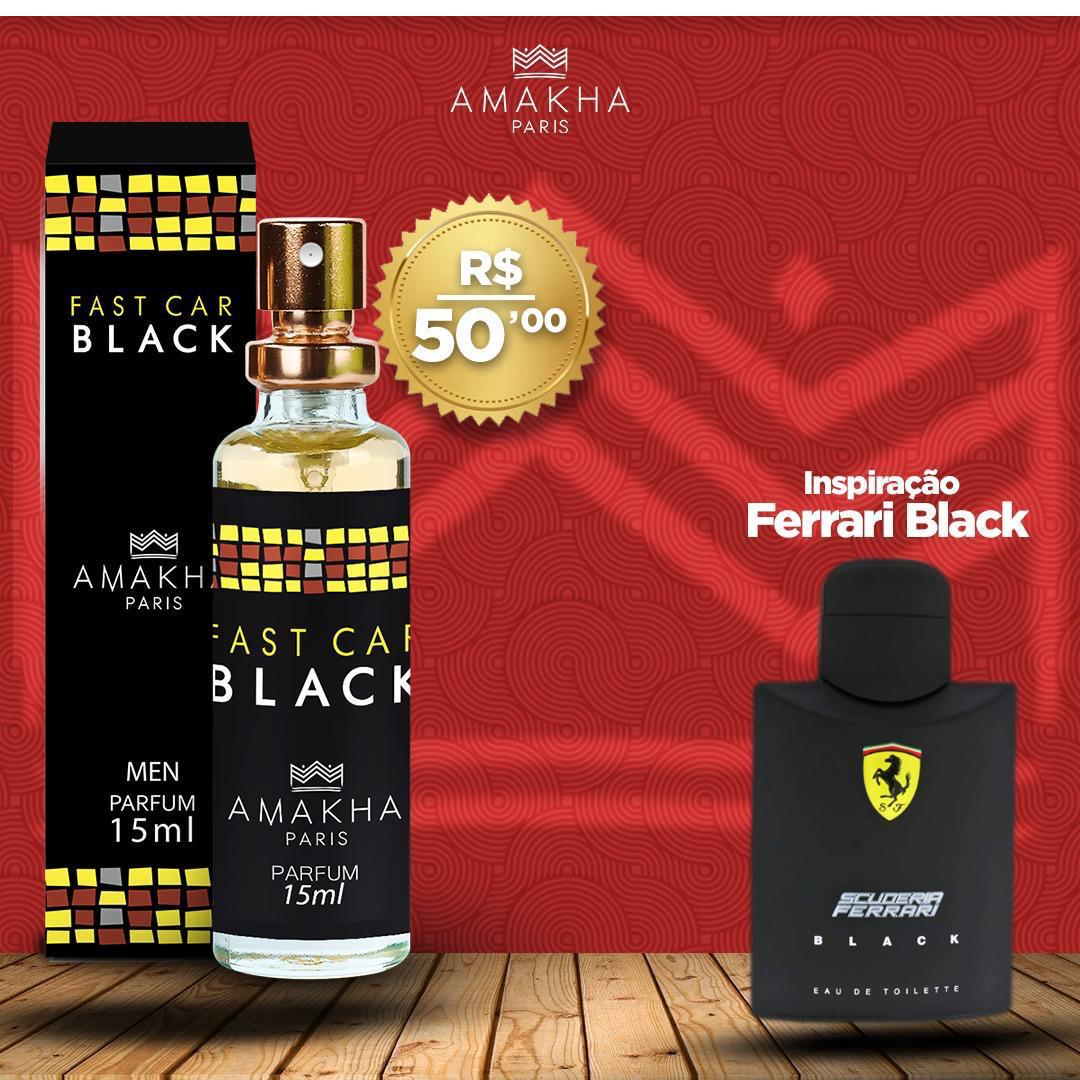 AMAKHA
PARIS
FAST CAR
BLACK
AMAKH
PARIS
MEN
PARFUM
15ml
FAST CAR
BLACK
AMAKHA
PARIS
PARFUM
15ml
R$
50,00
Inspiração
Ferrari Black
S F
SCUDERIA
FERRARI
BLACK
EAU DE TOILETTE